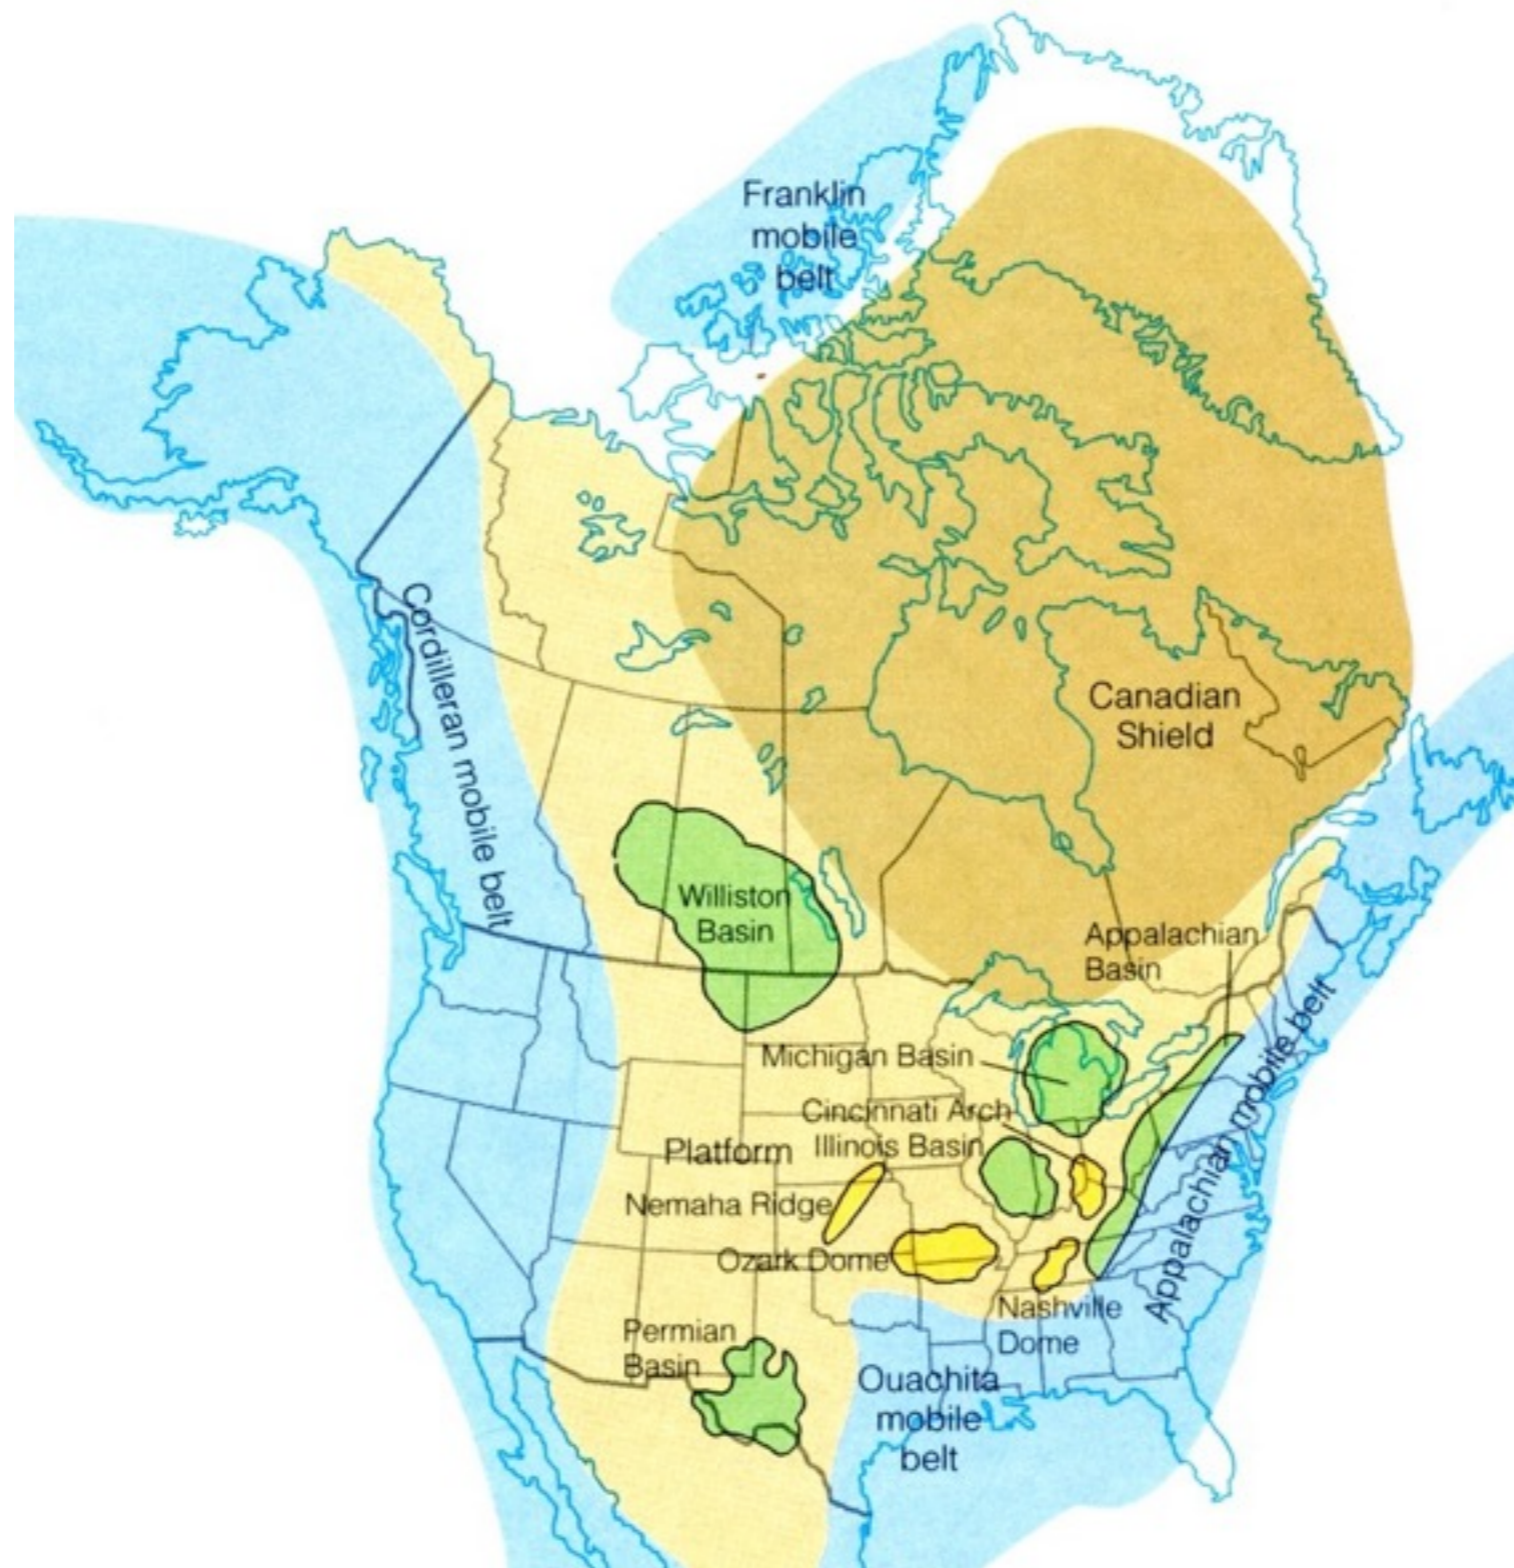 Franklin
mobile
belt
Cordilleran mobile belt
Canadian
Shield
Williston
Basin
Appalachian
Basin
Michigan Basin
Appalachian mobile belt
Cincinnati Arch
Illinois Basin
Platform
Nemaha Ridge
Ozark Dome
Nashville
Dome
Permian
Basin
Ouachita
mobile
belt